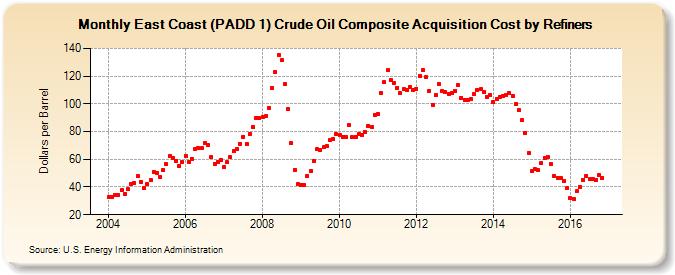 Monthly East Coast (PADD 1) Crude Oil Composite Acquisition Cost by Refiners
Dollars per Barrel
140
120
100
80
60
40
20
2004 2006 2008 2010 2012 2014 2016
Source: U.S. Energy Information Administration